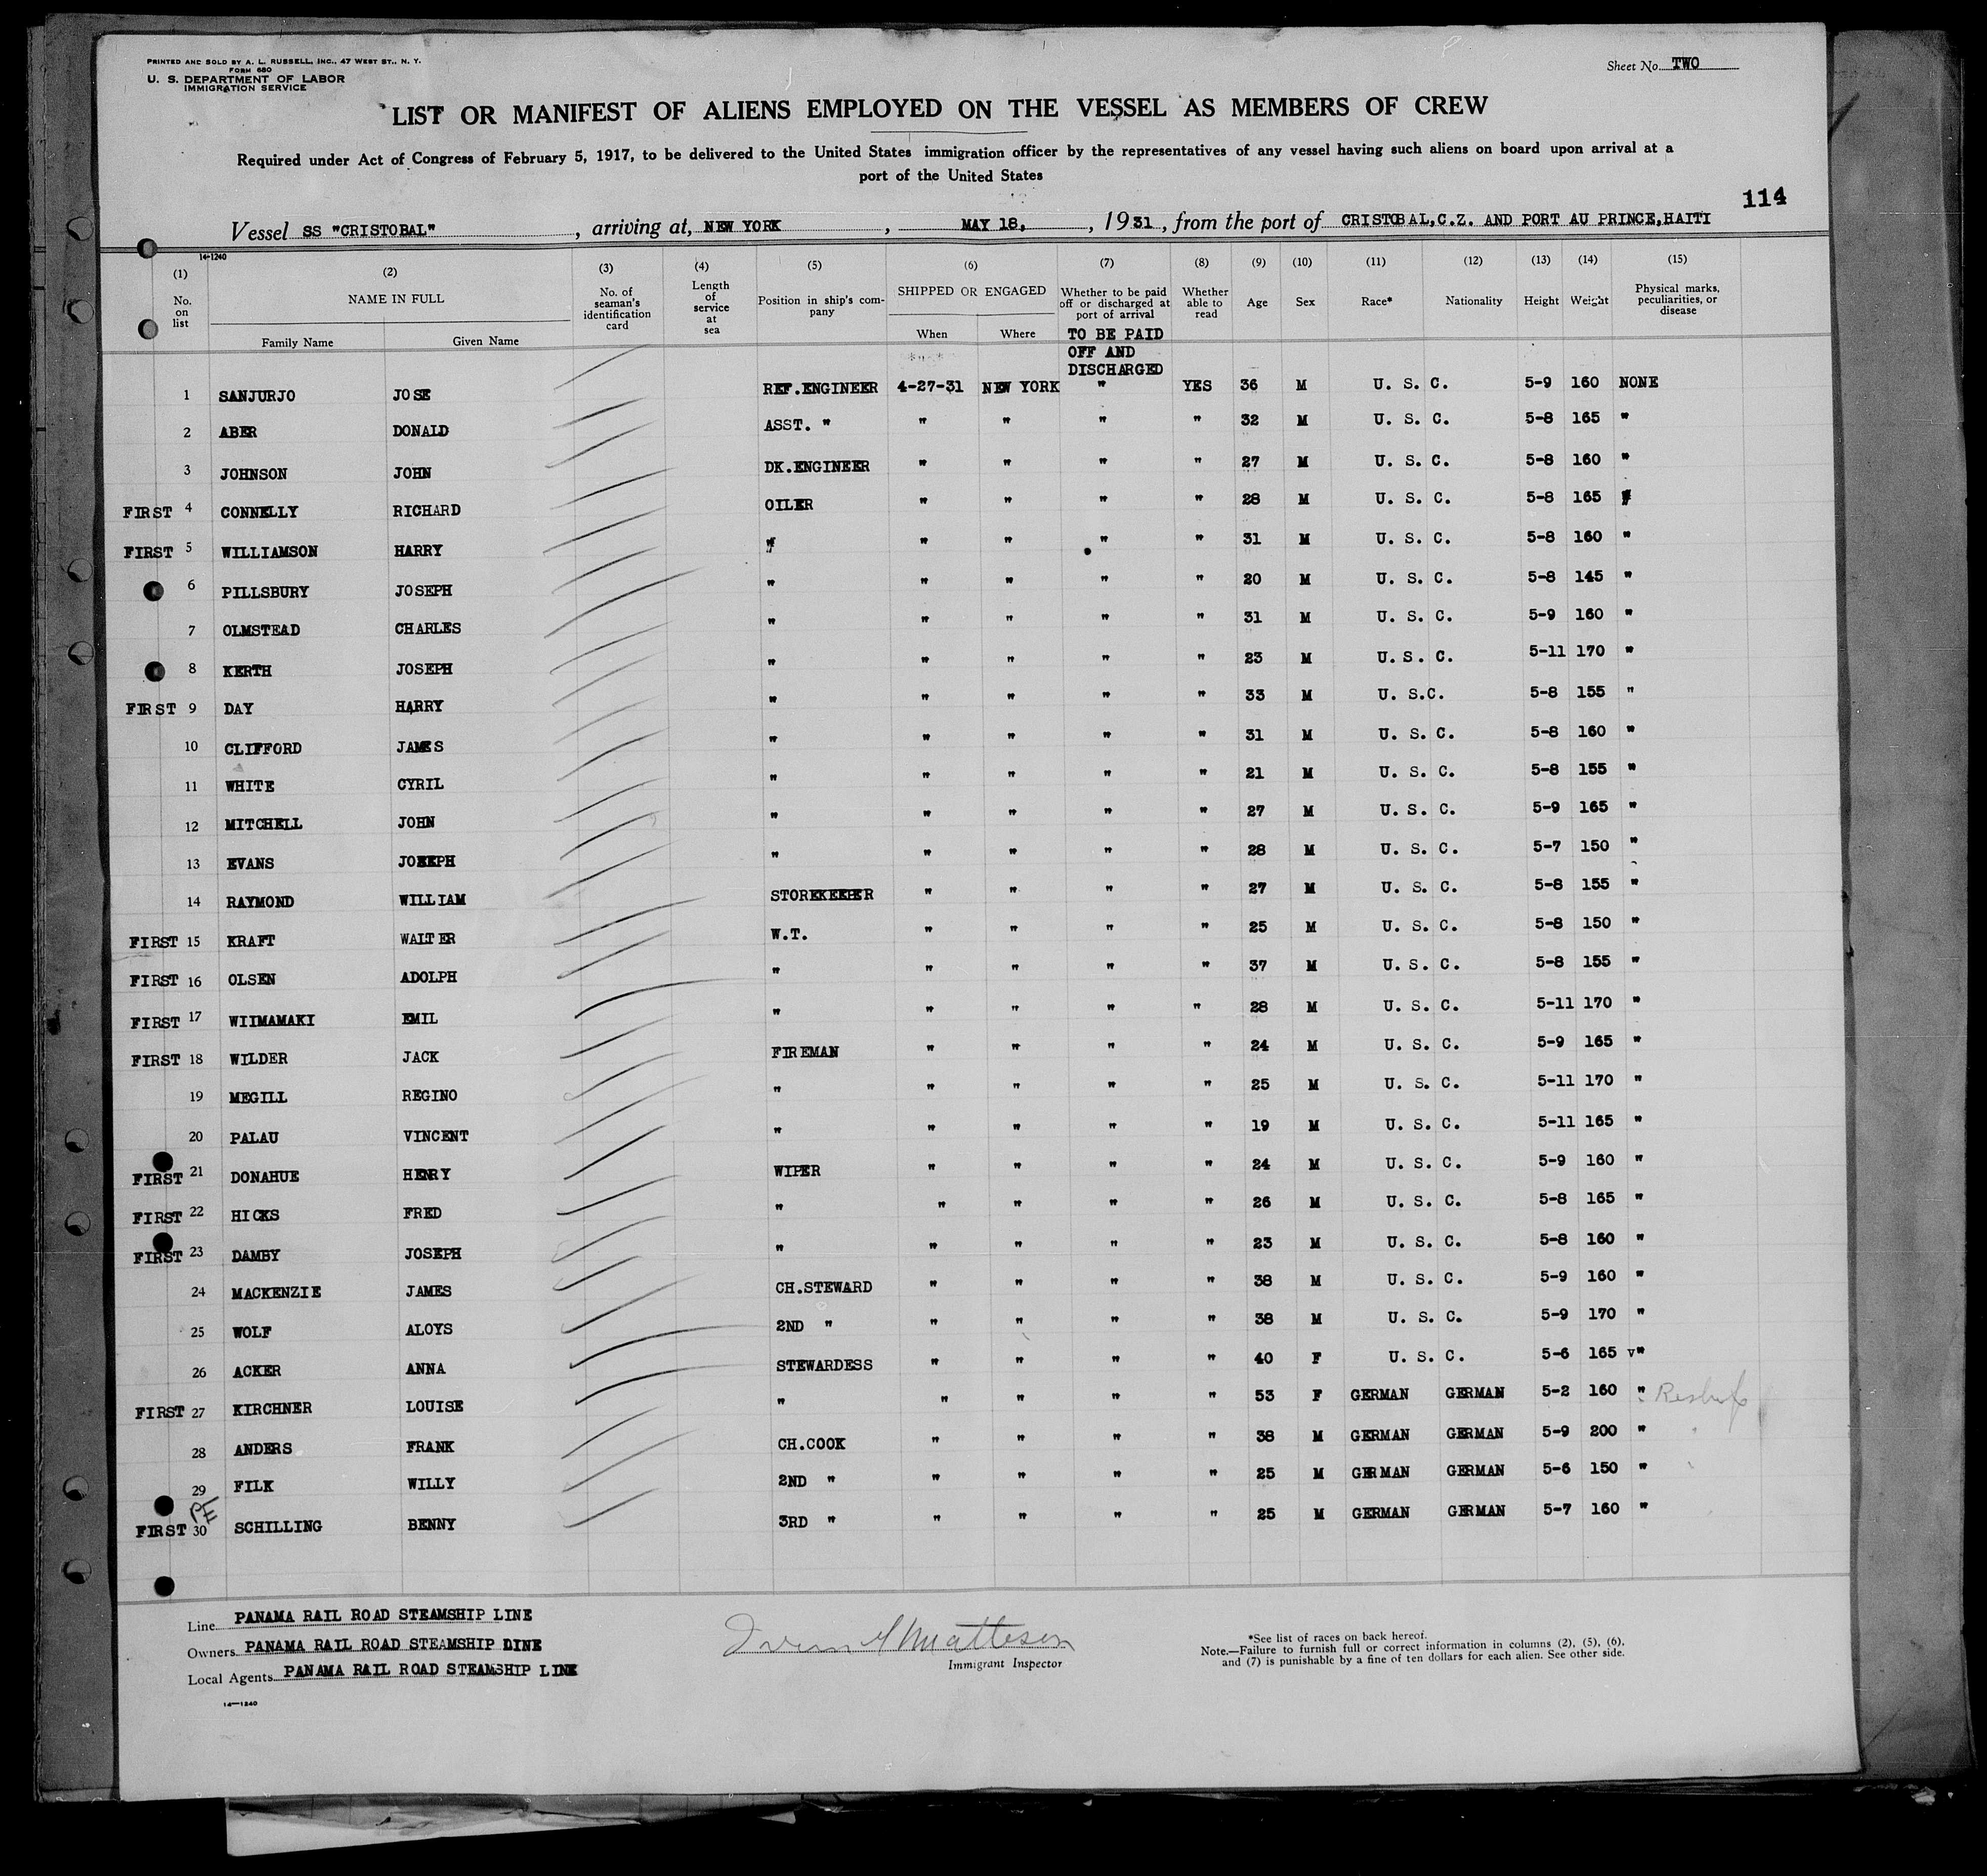 PRINTED AND SOLD BY A. L. RUSSELL, INC., 47 WEST ST., N. Y.
FORM 680
U. S. DEPARTMENT OF LABOR
IMMIGRATION SERVICE
Sheet No. TWO
LIST OR MANIFEST OF ALIENS EMPLOYED ON THE VESSEL AS MEMBERS OF CREW
Required under Act of Congress of February 5, 1917, to be delivered to the United States immigration officer by the representatives of any vessel having such aliens on board upon arrival at a
port of the United States
114
Vessel SS "CRISTOBAL", arriving at, NEW YORK, MAY 18, 1931, from the port of CRISTOBAL,C.Z. AND PORT AU PRINCE,HAITI
14-1240
(1) (2) (3) (4) (5) (6) (7) (8) (9) (10) (11) (12) (13) (14) (15)
No. on list NAME IN FULL Family Name Given Name No. of seaman's identification card Length of service at sea Position in ship's company SHIPPED OR ENGAGED When Where Whether to be paid off or discharged at port of arrival Whether able to read Age Sex Race* Nationality Height Weight Physical marks, peculiarities, or disease
TO BE PAID
OFF AND
DISCHARGED
1 SANJURJO JOSE REF.ENGINEER 4-27-31 NEW YORK " YES 36 M U. S. C. 5-9 160 NONE
2 ABER DONALD ASST. " " " " " 32 M U. S. C. 5-8 165 "
3 JOHNSON JOHN DK.ENGINEER " " " " 27 M U. S. C. 5-8 160 "
FIRST 4 CONNELLY RICHARD OILER " " " " 28 M U. S. C. 5-8 165 "
FIRST 5 WILLIAMSON HARRY " " " " " 31 M U. S. C. 5-8 160 "
6 PILLSBURY JOSEPH " " " " " 20 M U. S. C. 5-8 145 "
7 OLMSTEAD CHARLES " " " " " 31 M U. S. C. 5-9 160 "
8 KERTH JOSEPH " " " " " 23 M U. S. C. 5-11 170 "
FIRST 9 DAY HARRY " " " " " 33 M U. S.C. 5-8 155 "
10 CLIFFORD JAMES " " " " " 31 M U. S. C. 5-8 160 "
11 WHITE CYRIL " " " " " 21 M U. S. C. 5-8 155 "
12 MITCHELL JOHN " " " " " 27 M U. S. C. 5-9 165 "
13 EVANS JOSEPH " " " " " 28 M U. S. C. 5-7 150 "
14 RAYMOND WILLIAM STOREKEEPER " " " " 27 M U. S. C. 5-8 155 "
FIRST 15 KRAFT WALTER W.T. " " " " 25 M U. S. C. 5-8 150 "
FIRST 16 OLSEN ADOLPH " " " " " 37 M U. S. C. 5-8 155 "
FIRST 17 WIIMAMAKI EMIL " " " " " 28 M U. S. C. 5-11 170 "
FIRST 18 WILDER JACK FIREMAN " " " " 24 M U. S. C. 5-9 165 "
19 MEGILL REGINO " " " " " 25 M U. S. C. 5-11 170 "
20 PALAU VINCENT " " " " " 19 M U. S. C. 5-11 165 "
FIRST 21 DONAHUE HENRY WIPER " " " " 24 M U. S. C. 5-9 160 "
FIRST 22 HICKS FRED " " " " " 26 M U. S. C. 5-8 165 "
FIRST 23 DAMBY JOSEPH " " " " " 23 M U. S. C. 5-8 160 "
24 MACKENZIE JAMES CH.STEWARD " " " " 38 M U. S. C. 5-9 160 "
25 WOLF ALOYS 2ND " " " " " 38 M U. S. C. 5-9 170 "
26 ACKER ANNA STEWARDESS " " " " 40 F U. S. C. 5-6 165 v"
FIRST 27 KIRCHNER LOUISE " " " " " 53 F GERMAN GERMAN 5-2 160 "
28 ANDERS FRANK CH.COOK " " " " 38 M GERMAN GERMAN 5-9 200 "
29 FILK WILLY 2ND " " " " " 25 M GERMAN GERMAN 5-6 150 "
PE
FIRST 30 SCHILLING BENNY 3RD " " " " " 25 M GERMAN GERMAN 5-7 160 "
Line PANAMA RAIL ROAD STEAMSHIP LINE
Owners PANAMA RAIL ROAD STEAMSHIP LINE
Local Agents PANAMA RAIL ROAD STEAMSHIP LINE
14-1240
Matteson
Immigrant Inspector
*See list of races on back hereof.
Note.—Failure to furnish full or correct information in columns (2), (5), (6),
and (7) is punishable by a fine of ten dollars for each alien. See other side.